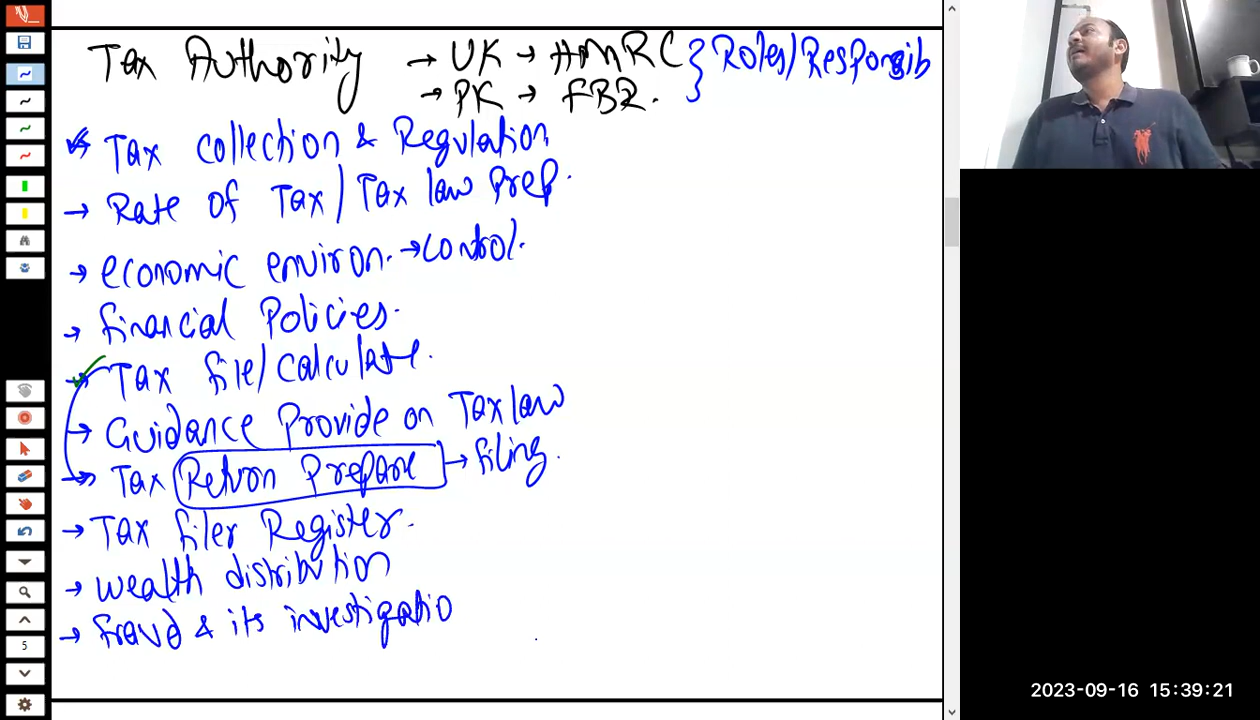 Tax Authority → UK → HMRC } Roles/Responsib
→ PK → FBR.
→ Tax collection & Regulation
→ Rate of Tax/Tax law Prep.
→ economic environ. → control.
→ financial Policies.
→ Tax file/calculate.
→ Guidance Provide on Tax law
→ Tax Return Prepare → filing.
→ Tax filer Register.
→ wealth distribution
→ fraud & its investigatio
5
2023-09-16 15:39:21